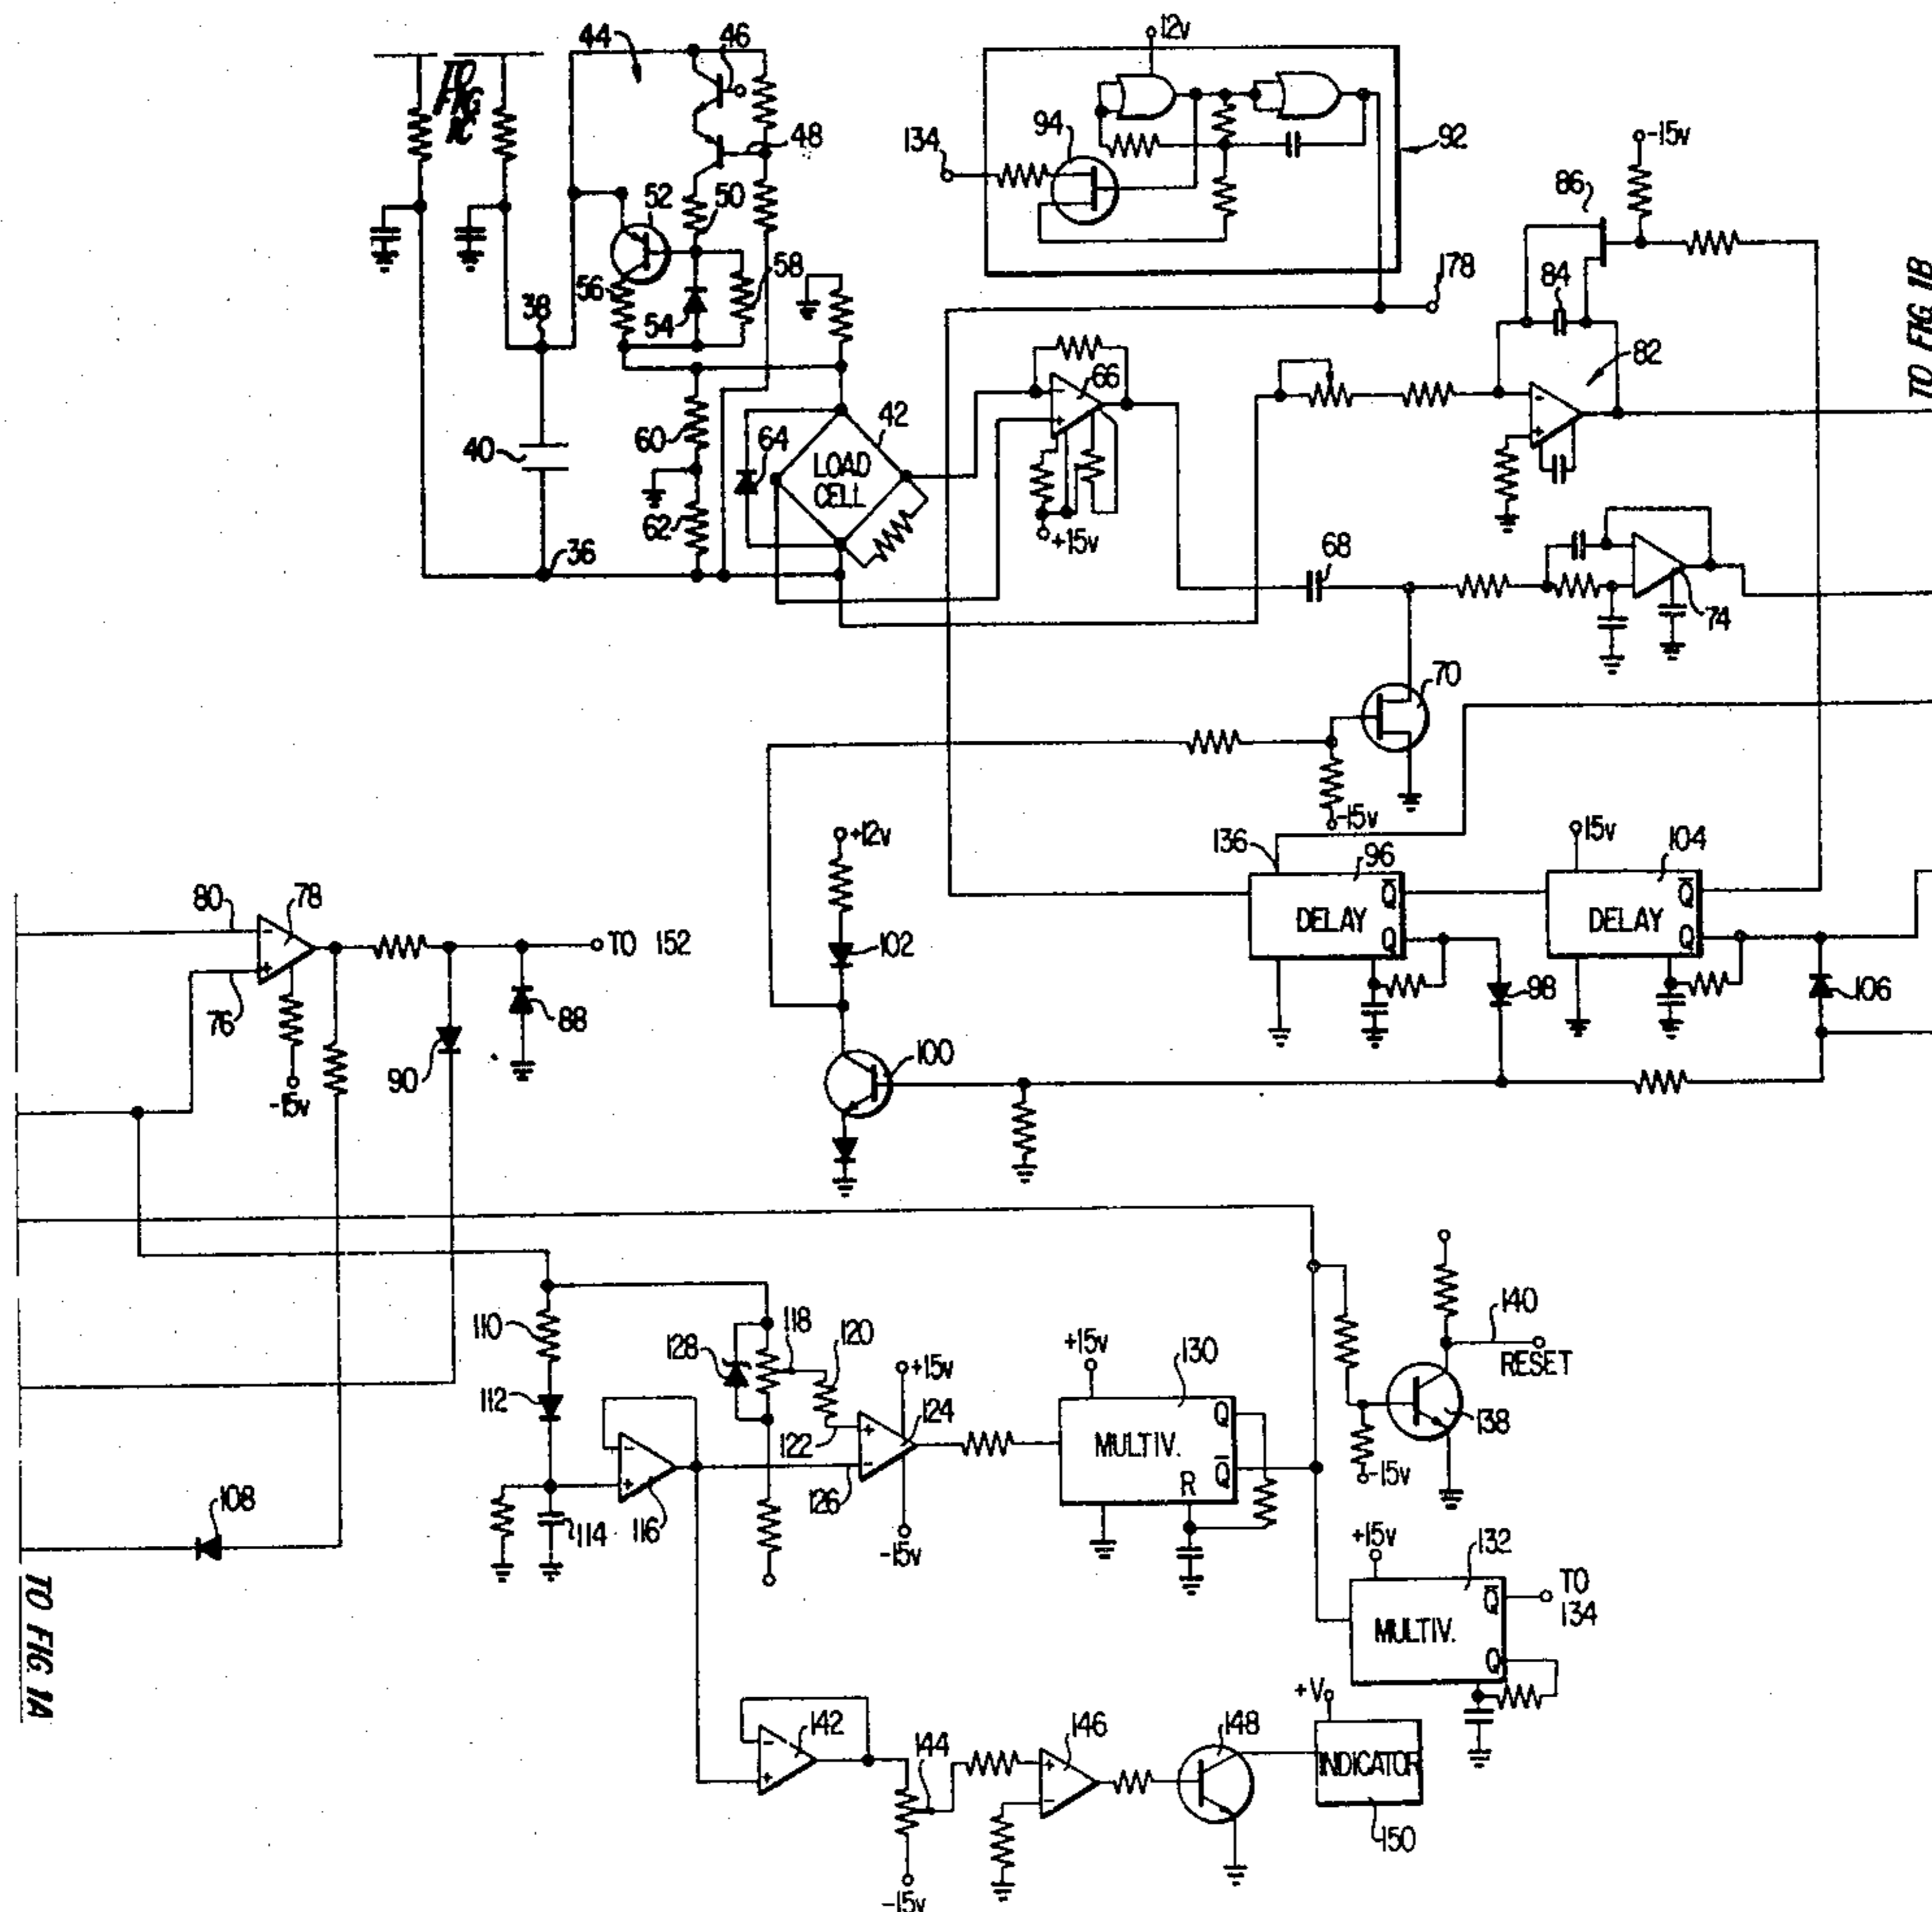 44
46
12v
TO
FIG
1C
48
94
92
134
-15v
86
52
50
58
178
56
84
38
54
TO FIG. 1B
82
66
42
60
64
40
LOAD
CELL
62
+15v
68
36
74
70
-15v
+12v
136
96
15v
104
Q̅
Q̅
80
78
DELAY
DELAY
TO 152
102
Q
Q
76
88
98
106
90
-15v
100
110
118
140
128
120
+15v
+15v
130
RESET
112
124
Q
138
122
MULTIV.
Q̅
-15v
R
126
108
114
116
-15v
+15v
132
TO
134
Q̅
MULTIV.
Q
TO FIG. 1A
+V
142
144
146
148
INDICATOR
150
-15v